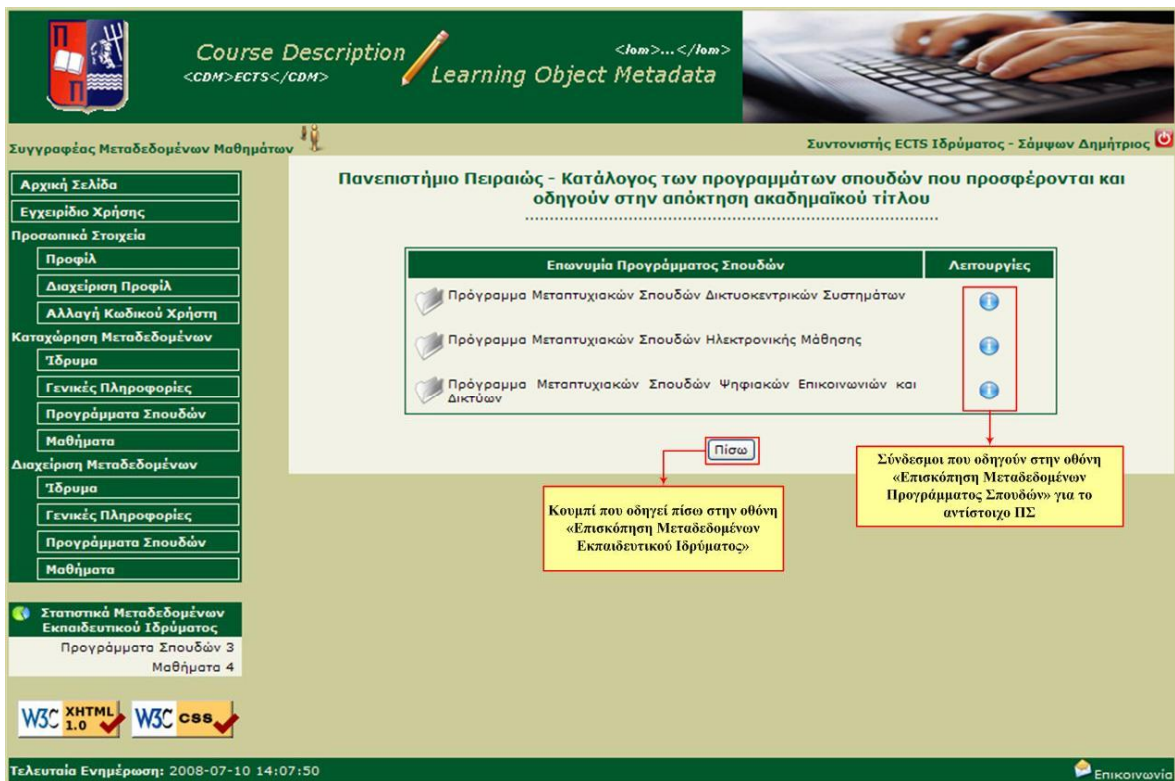 Course Description
<CDM>ECTS</CDM>
<lom>...</lom>
Learning Object Metadata
Συγγραφέας Μεταδεδομένων Μαθημάτων
Συντονιστής ECTS Ιδρύματος - Σάμψων Δημήτριος
Αρχική Σελίδα
Εγχειρίδιο Χρήσης
Προσωπικά Στοιχεία
Προφίλ
Διαχείριση Προφίλ
Αλλαγή Κωδικού Χρήστη
Καταχώρηση Μεταδεδομένων
Ίδρυμα
Γενικές Πληροφορίες
Προγράμματα Σπουδών
Μαθήματα
Διαχείριση Μεταδεδομένων
Ίδρυμα
Γενικές Πληροφορίες
Προγράμματα Σπουδών
Μαθήματα
Στατιστικά Μεταδεδομένων
Εκπαιδευτικού Ιδρύματος
Προγράμματα Σπουδών 3
Μαθήματα 4
W3C XHTML 1.0
W3C css
Πανεπιστήμιο Πειραιώς - Κατάλογος των προγραμμάτων σπουδών που προσφέρονται και
οδηγούν στην απόκτηση ακαδημαϊκού τίτλου
Επωνυμία Προγράμματος Σπουδών
Λειτουργίες
Πρόγραμμα Μεταπτυχιακών Σπουδών Δικτυοκεντρικών Συστημάτων
Πρόγραμμα Μεταπτυχιακών Σπουδών Ηλεκτρονικής Μάθησης
Πρόγραμμα Μεταπτυχιακών Σπουδών Ψηφιακών Επικοινωνιών και
Δικτύων
Πίσω
Κουμπί που οδηγεί πίσω στην οθόνη
«Επισκόπηση Μεταδεδομένων
Εκπαιδευτικού Ιδρύματος»
Σύνδεσμοι που οδηγούν στην οθόνη
«Επισκόπηση Μεταδεδομένων
Προγράμματος Σπουδών» για το
αντίστοιχο ΠΣ
Τελευταία Ενημέρωση: 2008-07-10 14:07:50
Επικοινωνία